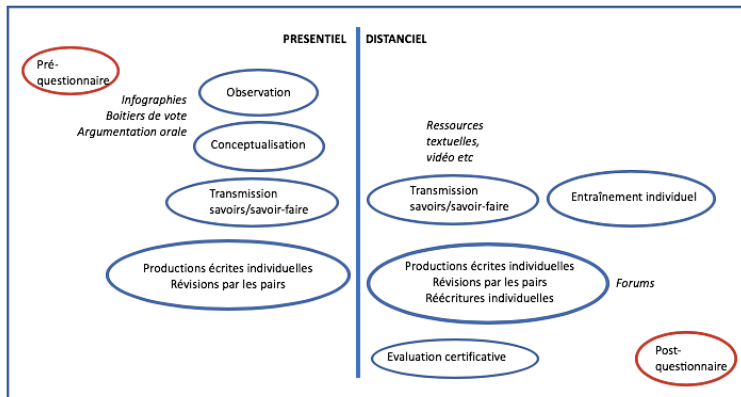 PRESENTIEL
DISTANCIEL
Pré-
questionnaire
Infographies
Boitiers de vote
Argumentation orale
Observation
Conceptualisation
Transmission
savoirs/savoir-faire
Productions écrites individuelles
Révisions par les pairs
Ressources
textuelles,
vidéo etc
Transmission
savoirs/savoir-faire
Entraînement individuel
Productions écrites individuelles
Révisions par les pairs
Réécritures individuelles
Forums
Evaluation certificative
Post-
questionnaire